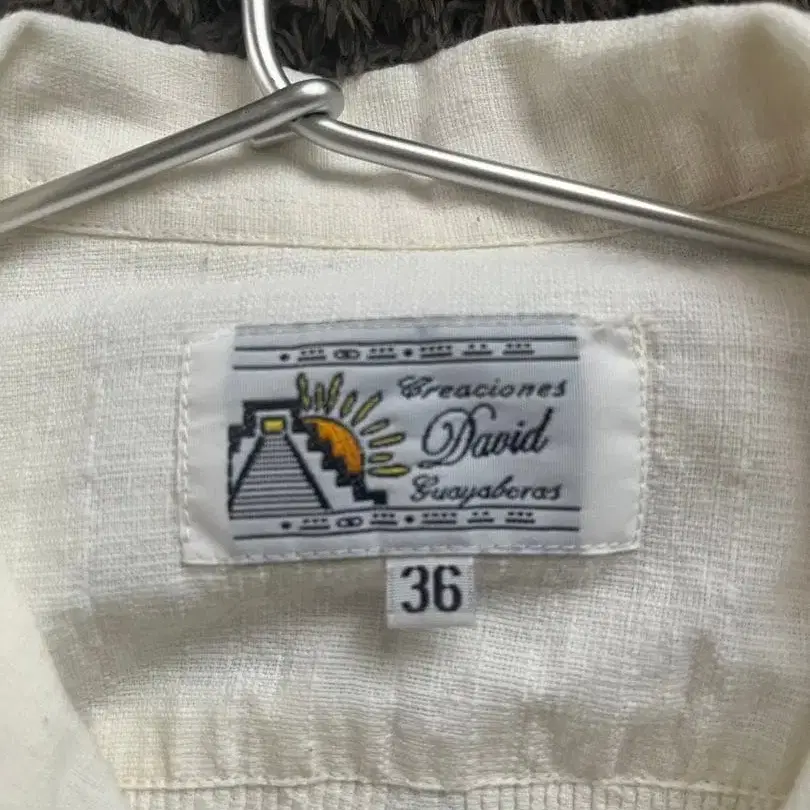 Creaciones
David
Guayaberas
36